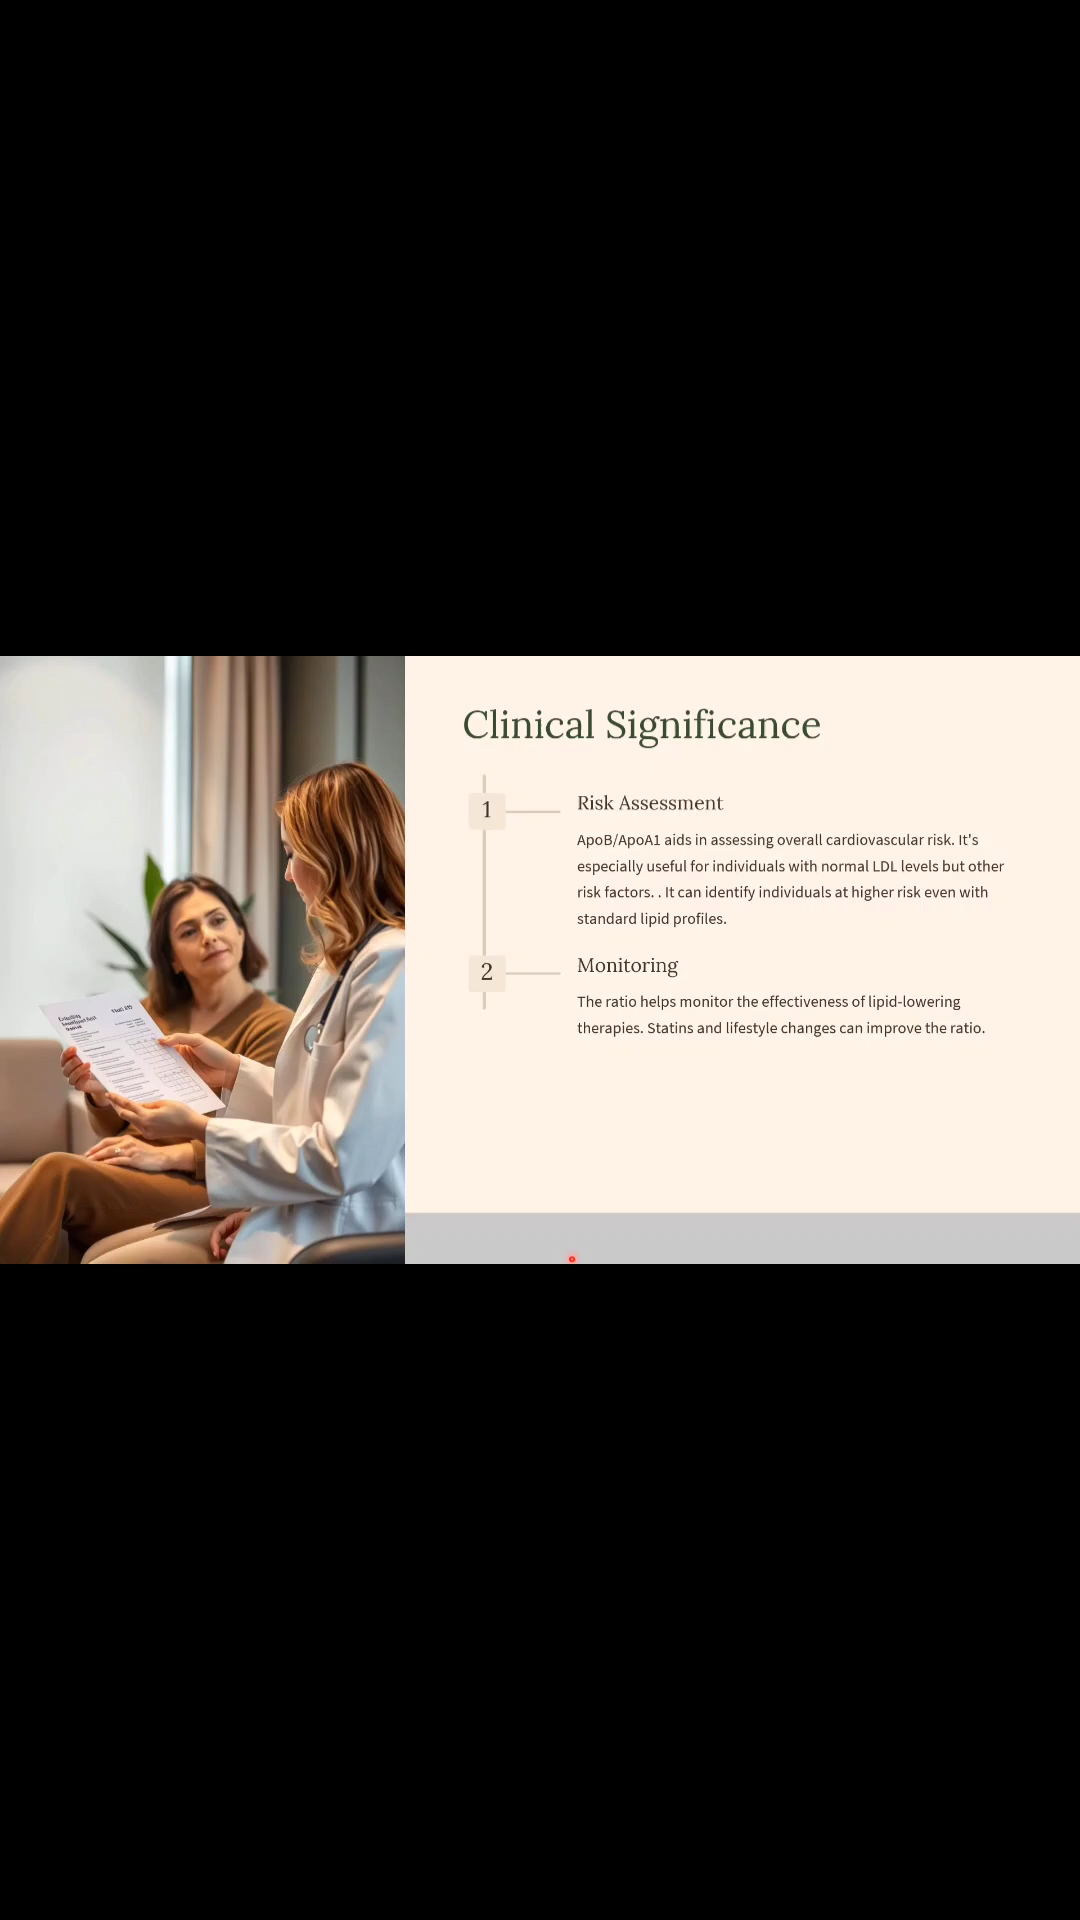 Clinical Significance
1
Risk Assessment
ApoB/ApoA1 aids in assessing overall cardiovascular risk. It's
especially useful for individuals with normal LDL levels but other
risk factors. . It can identify individuals at higher risk even with
standard lipid profiles.
2
Monitoring
The ratio helps monitor the effectiveness of lipid-lowering
therapies. Statins and lifestyle changes can improve the ratio.